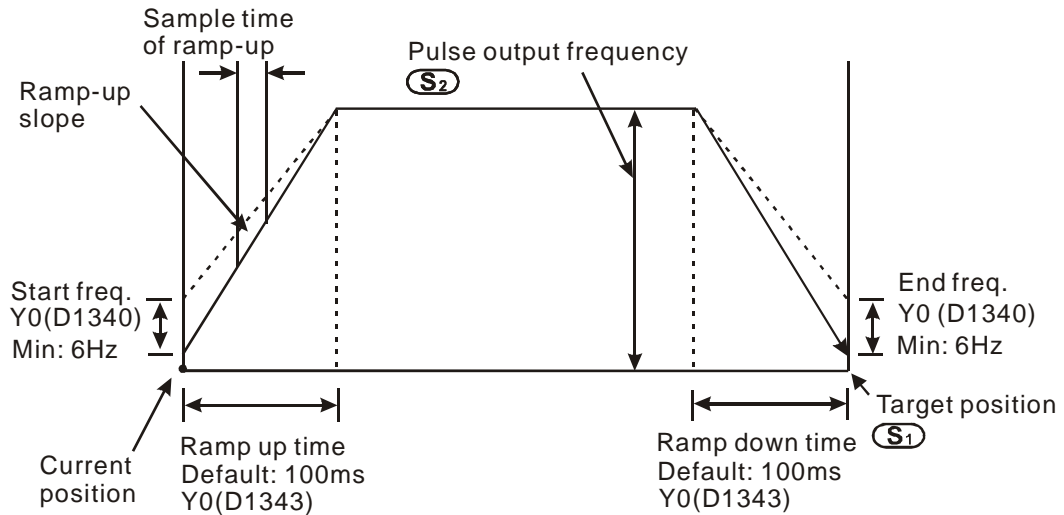 Sample time
of ramp-up
Pulse output frequency
S2
Ramp-up
slope
Start freq.
Y0(D1340)
Min: 6Hz
End freq.
Y0 (D1340)
Min: 6Hz
Current
position
Ramp up time
Default: 100ms
Y0(D1343)
Ramp down time
Default: 100ms
Y0(D1343)
Target position
S1